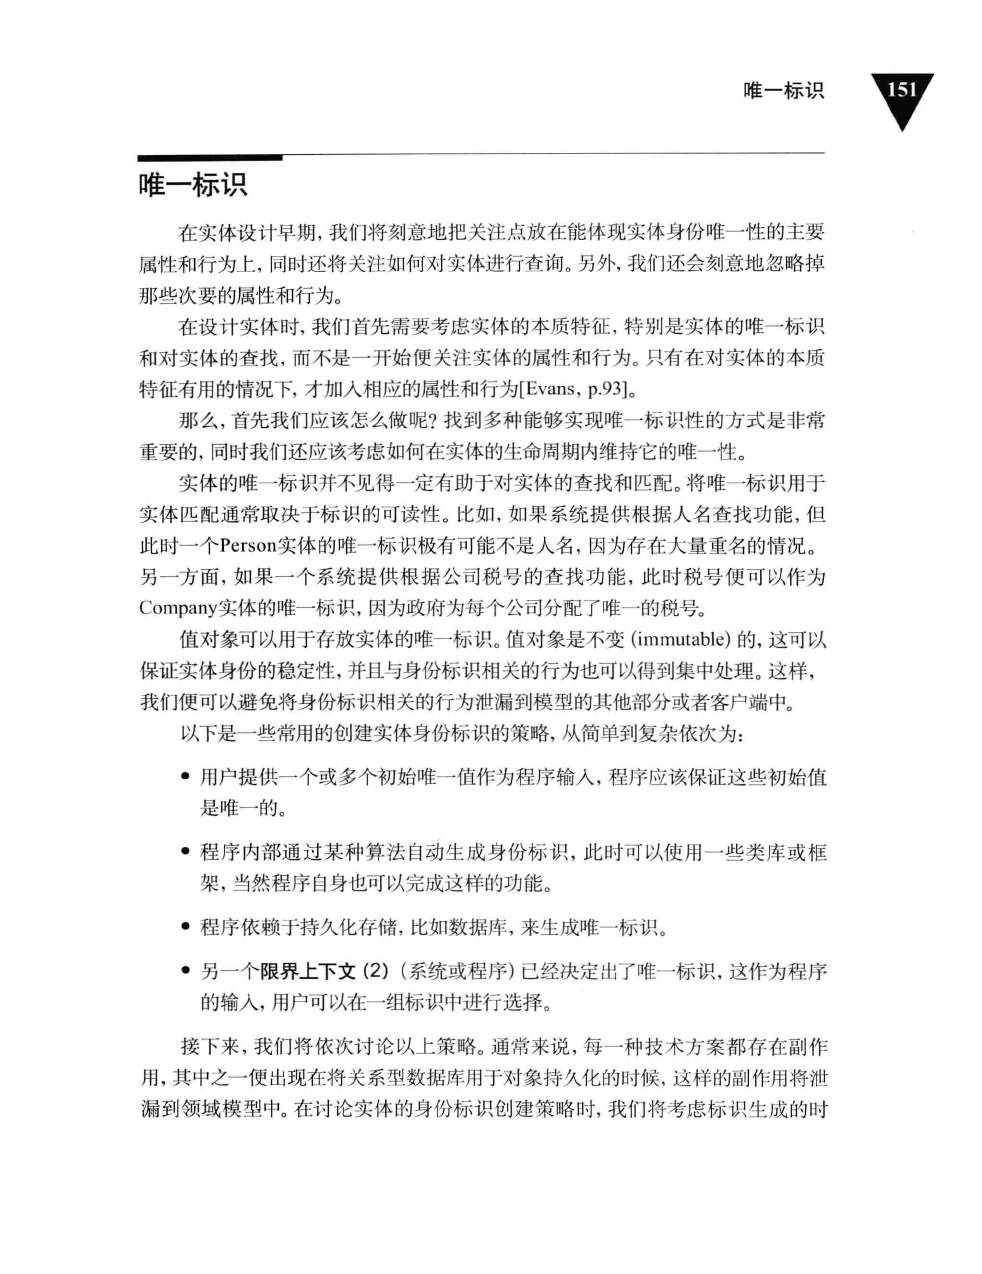 唯一标识
151
唯一标识
在实体设计早期，我们将刻意地把关注点放在能体现实体身份唯一性的主要
属性和行为上，同时还将关注如何对实体进行查询。另外，我们还会刻意地忽略掉
那些次要的属性和行为。
在设计实体时，我们首先需要考虑实体的本质特征，特别是实体的唯一标识
和对实体的查找，而不是一开始便关注实体的属性和行为。只有在对实体的本质
特征有用的情况下，才加入相应的属性和行为[Evans, p.93]。
那么，首先我们应该怎么做呢？找到多种能够实现唯一标识性的方式是非常
重要的，同时我们还应该考虑如何在实体的生命周期内维持它的唯一性。
实体的唯一标识并不见得一定有助于对实体的查找和匹配。将唯一标识用于
实体匹配通常取决于标识的可读性。比如，如果系统提供根据人名查找功能，但
此时一个Person实体的唯一标识极有可能不是人名，因为存在大量重名的情况。
另一方面，如果一个系统提供根据公司税号的查找功能，此时税号便可以作为
Company实体的唯一标识，因为政府为每个公司分配了唯一的税号。
值对象可以用于存放实体的唯一标识。值对象是不变（immutable）的，这可以
保证实体身份的稳定性，并且与身份标识相关的行为也可以得到集中处理。这样，
我们便可以避免将身份标识相关的行为泄漏到模型的其他部分或者客户端中。
以下是一些常用的创建实体身份标识的策略，从简单到复杂依次为：
• 用户提供一个或多个初始唯一值作为程序输入，程序应该保证这些初始值
是唯一的。
• 程序内部通过某种算法自动生成身份标识，此时可以使用一些类库或框
架，当然程序自身也可以完成这样的功能。
• 程序依赖于持久化存储，比如数据库，来生成唯一标识。
• 另一个限界上下文（2）（系统或程序）已经决定出了唯一标识，这作为程序
的输入，用户可以在一组标识中进行选择。
接下来，我们将依次讨论以上策略。通常来说，每一种技术方案都存在副作
用，其中之一便出现在将关系型数据库用于对象持久化的时候，这样的副作用将泄
漏到领域模型中。在讨论实体的身份标识创建策略时，我们将考虑标识生成的时